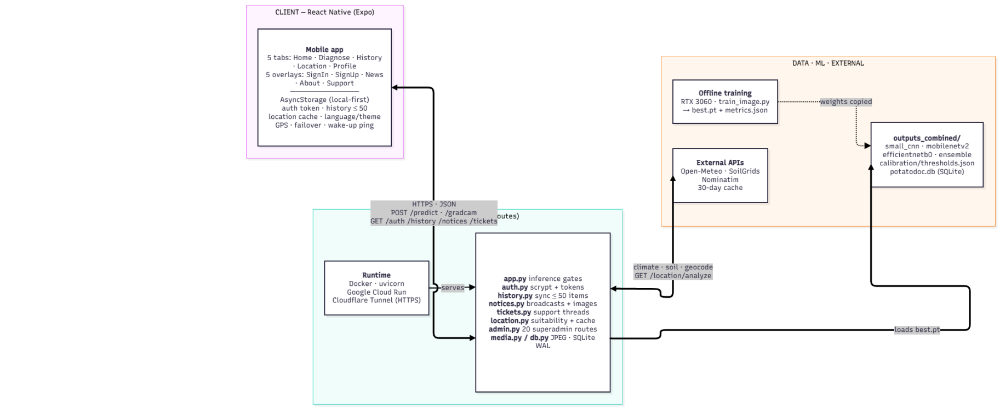 CLIENT — React Native (Expo)
Mobile app
5 tabs: Home · Diagnose · History
· Location · Profile
5 overlays: SignIn · SignUp · News
· About · Support
AsyncStorage (local-first)
auth token · history ≤ 50
location cache · language/theme
GPS · failover · wake-up ping
DATA · ML · EXTERNAL
Offline training
RTX 3060 · train_image.py
→ best.pt + metrics.json
weights copied
outputs_combined/
small_cnn · mobilenetv2
efficientnetb0 · ensemble
calibration/thresholds.json
potatodoc.db (SQLite)
External APIs
Open-Meteo · SoilGrids
Nominatim
30-day cache
HTTPS · JSON
POST /predict · /gradcam
GET /auth /history /notices /tickets
outes)
Runtime
Docker · uvicorn
Google Cloud Run
Cloudflare Tunnel (HTTPS)
serves
app.py inference gates
auth.py scrypt + tokens
history.py sync ≤ 50 items
notices.py broadcasts + images
tickets.py support threads
location.py suitability + cache
admin.py 20 superadmin routes
media.py / db.py JPEG · SQLite
WAL
climate · soil · geocode
GET /location/analyze
loads best.pt